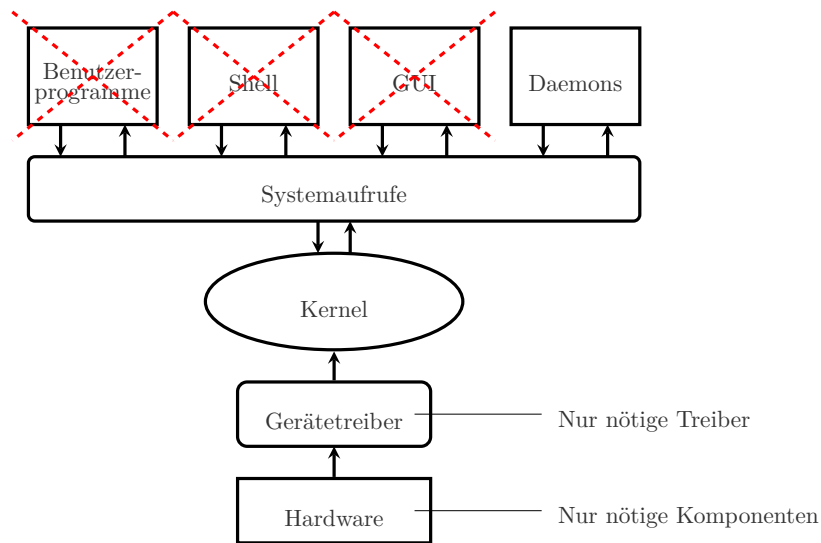 Benutzer-
programme
Shell
GUI
Daemons
Systemaufrufe
Kernel
Gerätetreiber
Nur nötige Treiber
Hardware
Nur nötige Komponenten